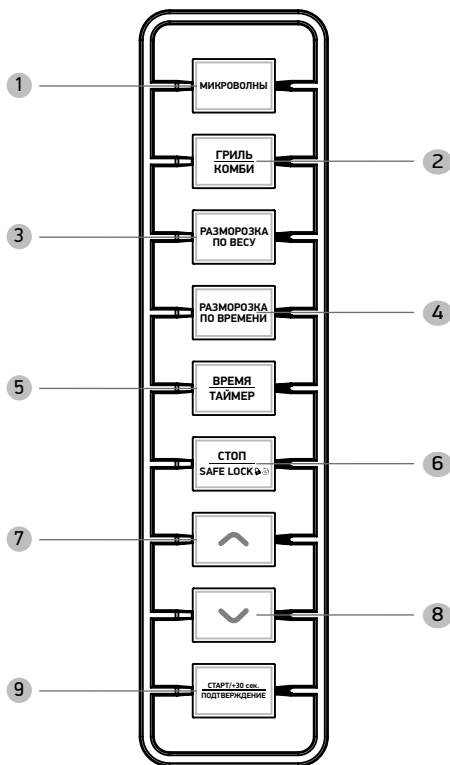 1
МИКРОВОЛНЫ
ГРИЛЬ
КОМБИ
2
3
РАЗМОРОЗКА
ПО ВЕСУ
РАЗМОРОЗКА
ПО ВРЕМЕНИ
4
5
ВРЕМЯ
ТАЙМЕР
СТОП
SAFE LOCK
6
7
8
9
СТАРТ/+30 сек.
ПОДТВЕРЖДЕНИЕ